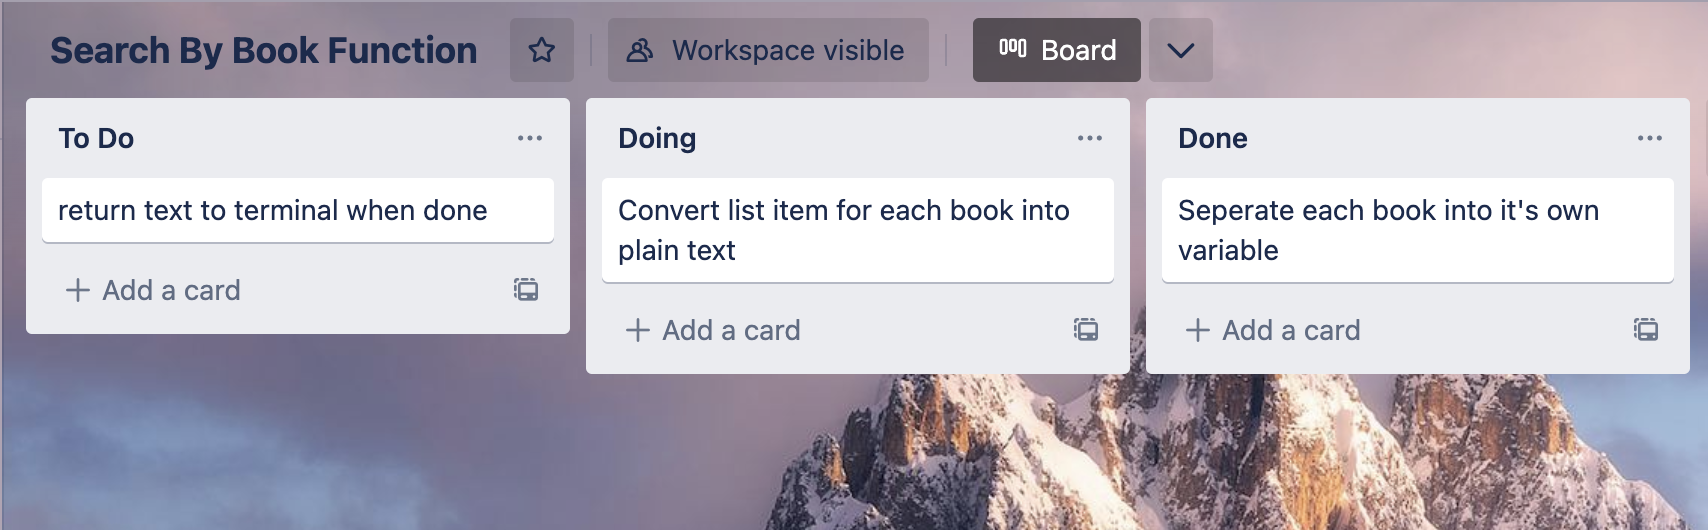 Search By Book Function
Workspace visible
Board
To Do
return text to terminal when done
Add a card
Doing
Convert list item for each book into
plain text
Add a card
Done
Seperate each book into it's own
variable
Add a card